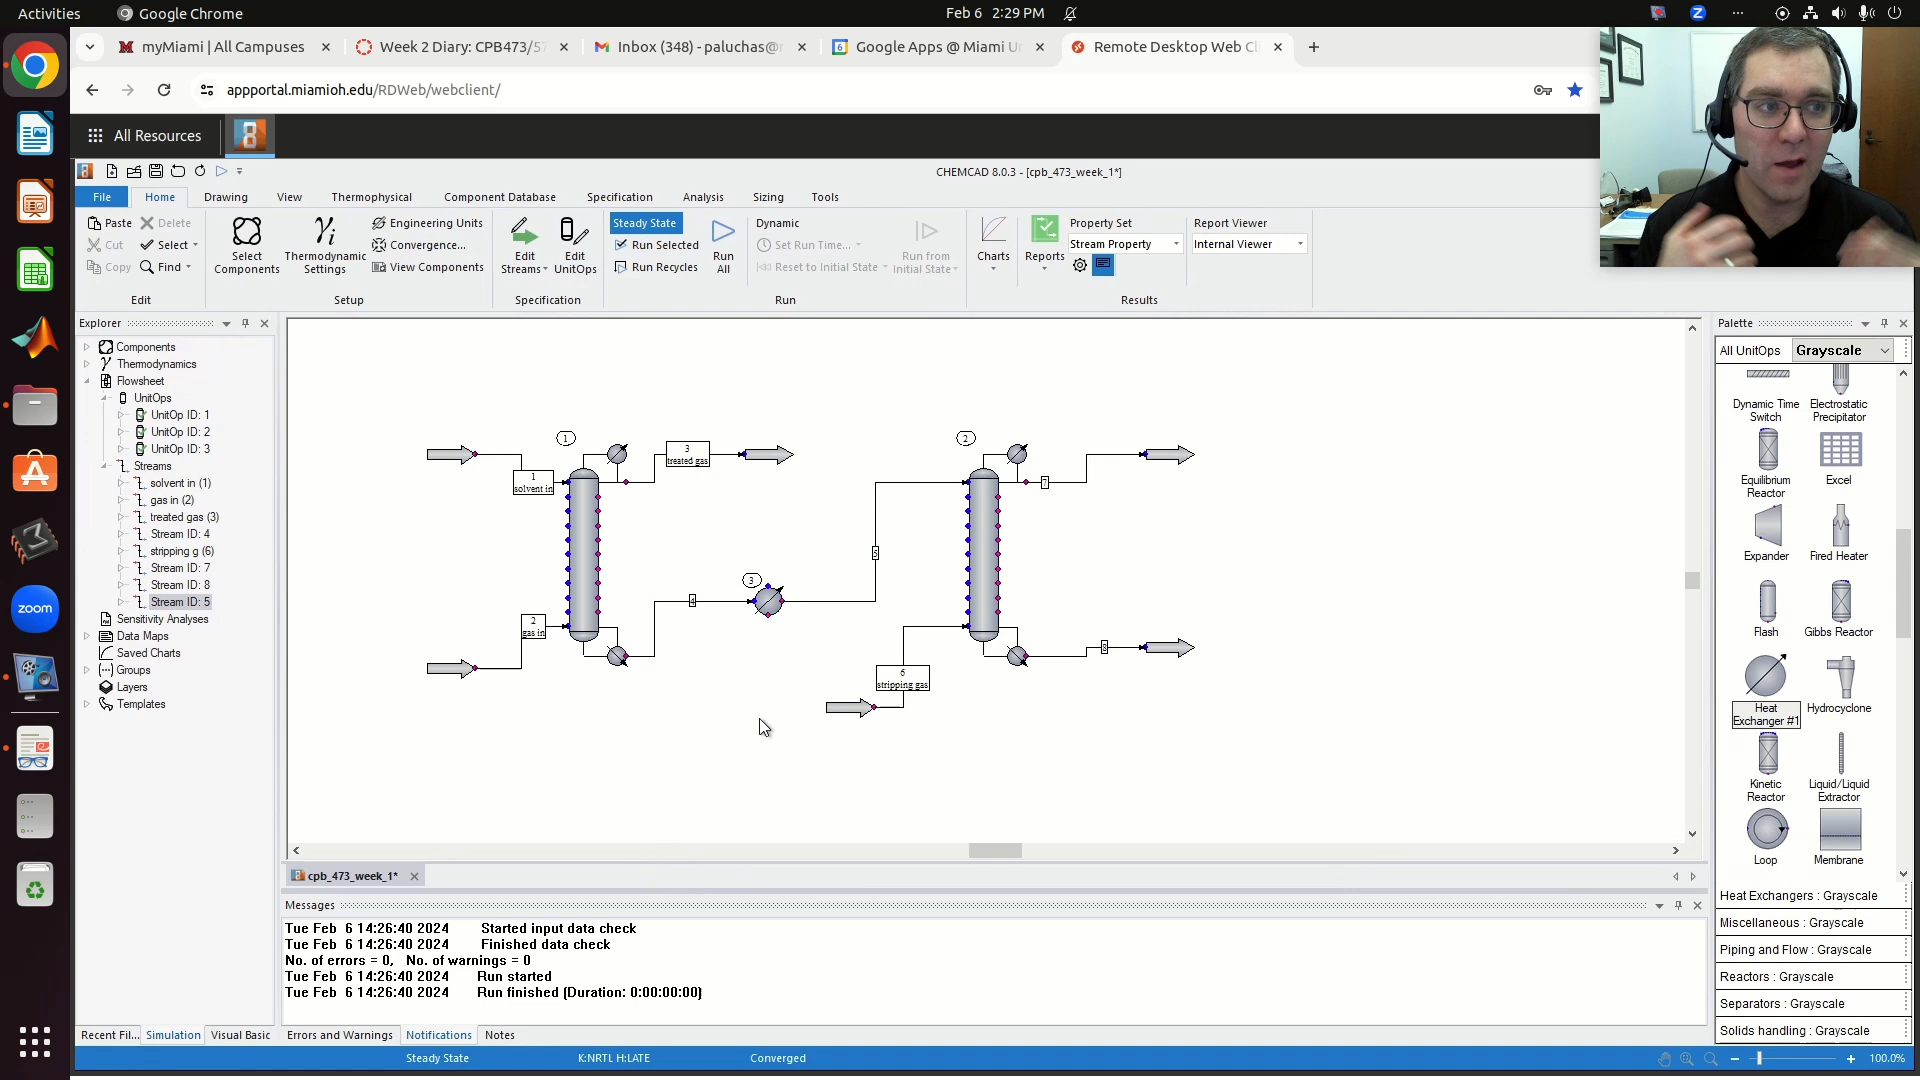 Activities
Google Chrome
Feb 6 2:29 PM
myMiami | All Campuses
Week 2 Diary: CPB473/57
Inbox (348) - paluchas@
Google Apps @ Miami Un
Remote Desktop Web Cli
appportal.miamioh.edu/RDWeb/webclient/
All Resources
CHEMCAD 8.0.3 - [cpb_473_week_1*]
File
Home
Drawing
View
Thermophysical
Component Database
Specification
Analysis
Sizing
Tools
Paste
Delete
Cut
Select
Copy
Find
Edit
Select
Components
Thermodynamic
Settings
Engineering Units
Convergence...
View Components
Setup
Edit
Streams
Edit
UnitOps
Specification
Steady State
Run Selected
Run Recycles
Run
All
Dynamic
Set Run Time...
Reset to Initial State
Run from
Initial State
Run
Charts
Reports
Property Set
Stream Property
Report Viewer
Internal Viewer
Results
Explorer
Components
Thermodynamics
Flowsheet
UnitOps
UnitOp ID: 1
UnitOp ID: 2
UnitOp ID: 3
Streams
solvent in (1)
gas in (2)
treated gas (3)
Stream ID: 4
stripping g (6)
Stream ID: 7
Stream ID: 8
Stream ID: 5
Sensitivity Analyses
Data Maps
Saved Charts
Groups
Layers
Templates
1
3
treated gas
1
solvent in
2
gas in
3
4
5
2
7
6
stripping gas
8
Palette
All UnitOps
Grayscale
Dynamic Time
Switch
Electrostatic
Precipitator
Equilibrium
Reactor
Excel
Expander
Fired Heater
Flash
Gibbs Reactor
Heat
Exchanger #1
Hydrocyclone
Kinetic
Reactor
Liquid/Liquid
Extractor
Loop
Membrane
Heat Exchangers : Grayscale
Miscellaneous : Grayscale
Piping and Flow : Grayscale
Reactors : Grayscale
Separators : Grayscale
Solids handling : Grayscale
cpb_473_week_1*
Messages
Tue Feb 6 14:26:40 2024 Started input data check
Tue Feb 6 14:26:40 2024 Finished data check
No. of errors = 0, No. of warnings = 0
Tue Feb 6 14:26:40 2024 Run started
Tue Feb 6 14:26:40 2024 Run finished (Duration: 0:00:00:00)
Recent Fil...
Simulation
Visual Basic
Errors and Warnings
Notifications
Notes
Steady State
K:NRTL H:LATE
Converged
100.0%
zoom